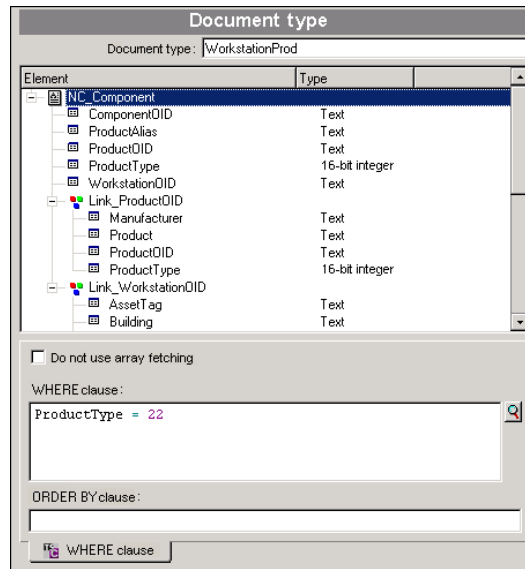 Document type
Document type: WorkstationProd
Element Type
NC_Component
ComponentOID Text
ProductAlias Text
ProductOID Text
ProductType 16-bit integer
WorkstationOID Text
Link_ProductOID
Manufacturer Text
Product Text
ProductOID Text
ProductType 16-bit integer
Link_WorkstationOID
AssetTag Text
Building Text
Do not use array fetching
WHERE clause:
ProductType = 22
ORDER BY clause:
WHERE clause